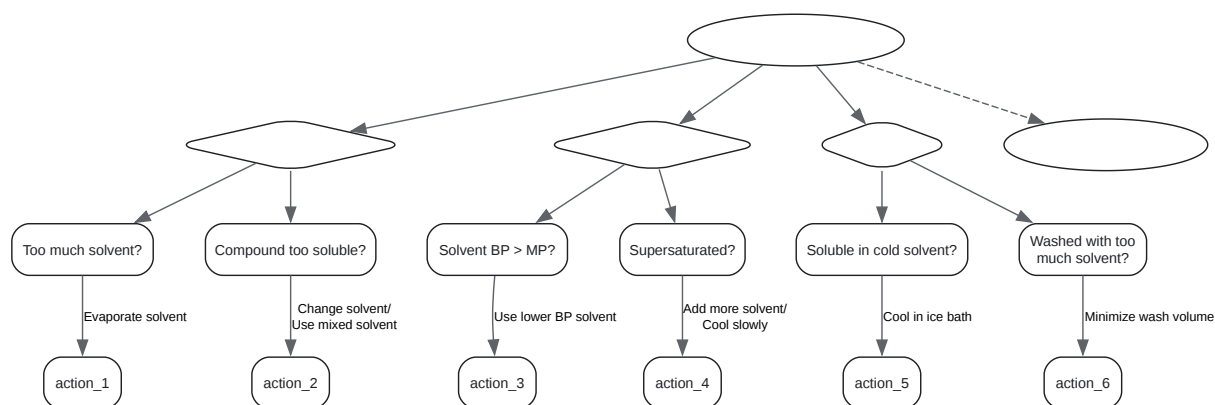 Too much solvent?
Compound too soluble?
Solvent BP > MP?
Supersaturated?
Soluble in cold solvent?
Washed with too
much solvent?
Evaporate solvent
Change solvent/
Use mixed solvent
Use lower BP solvent
Add more solvent/
Cool slowly
Cool in ice bath
Minimize wash volume
action_1
action_2
action_3
action_4
action_5
action_6